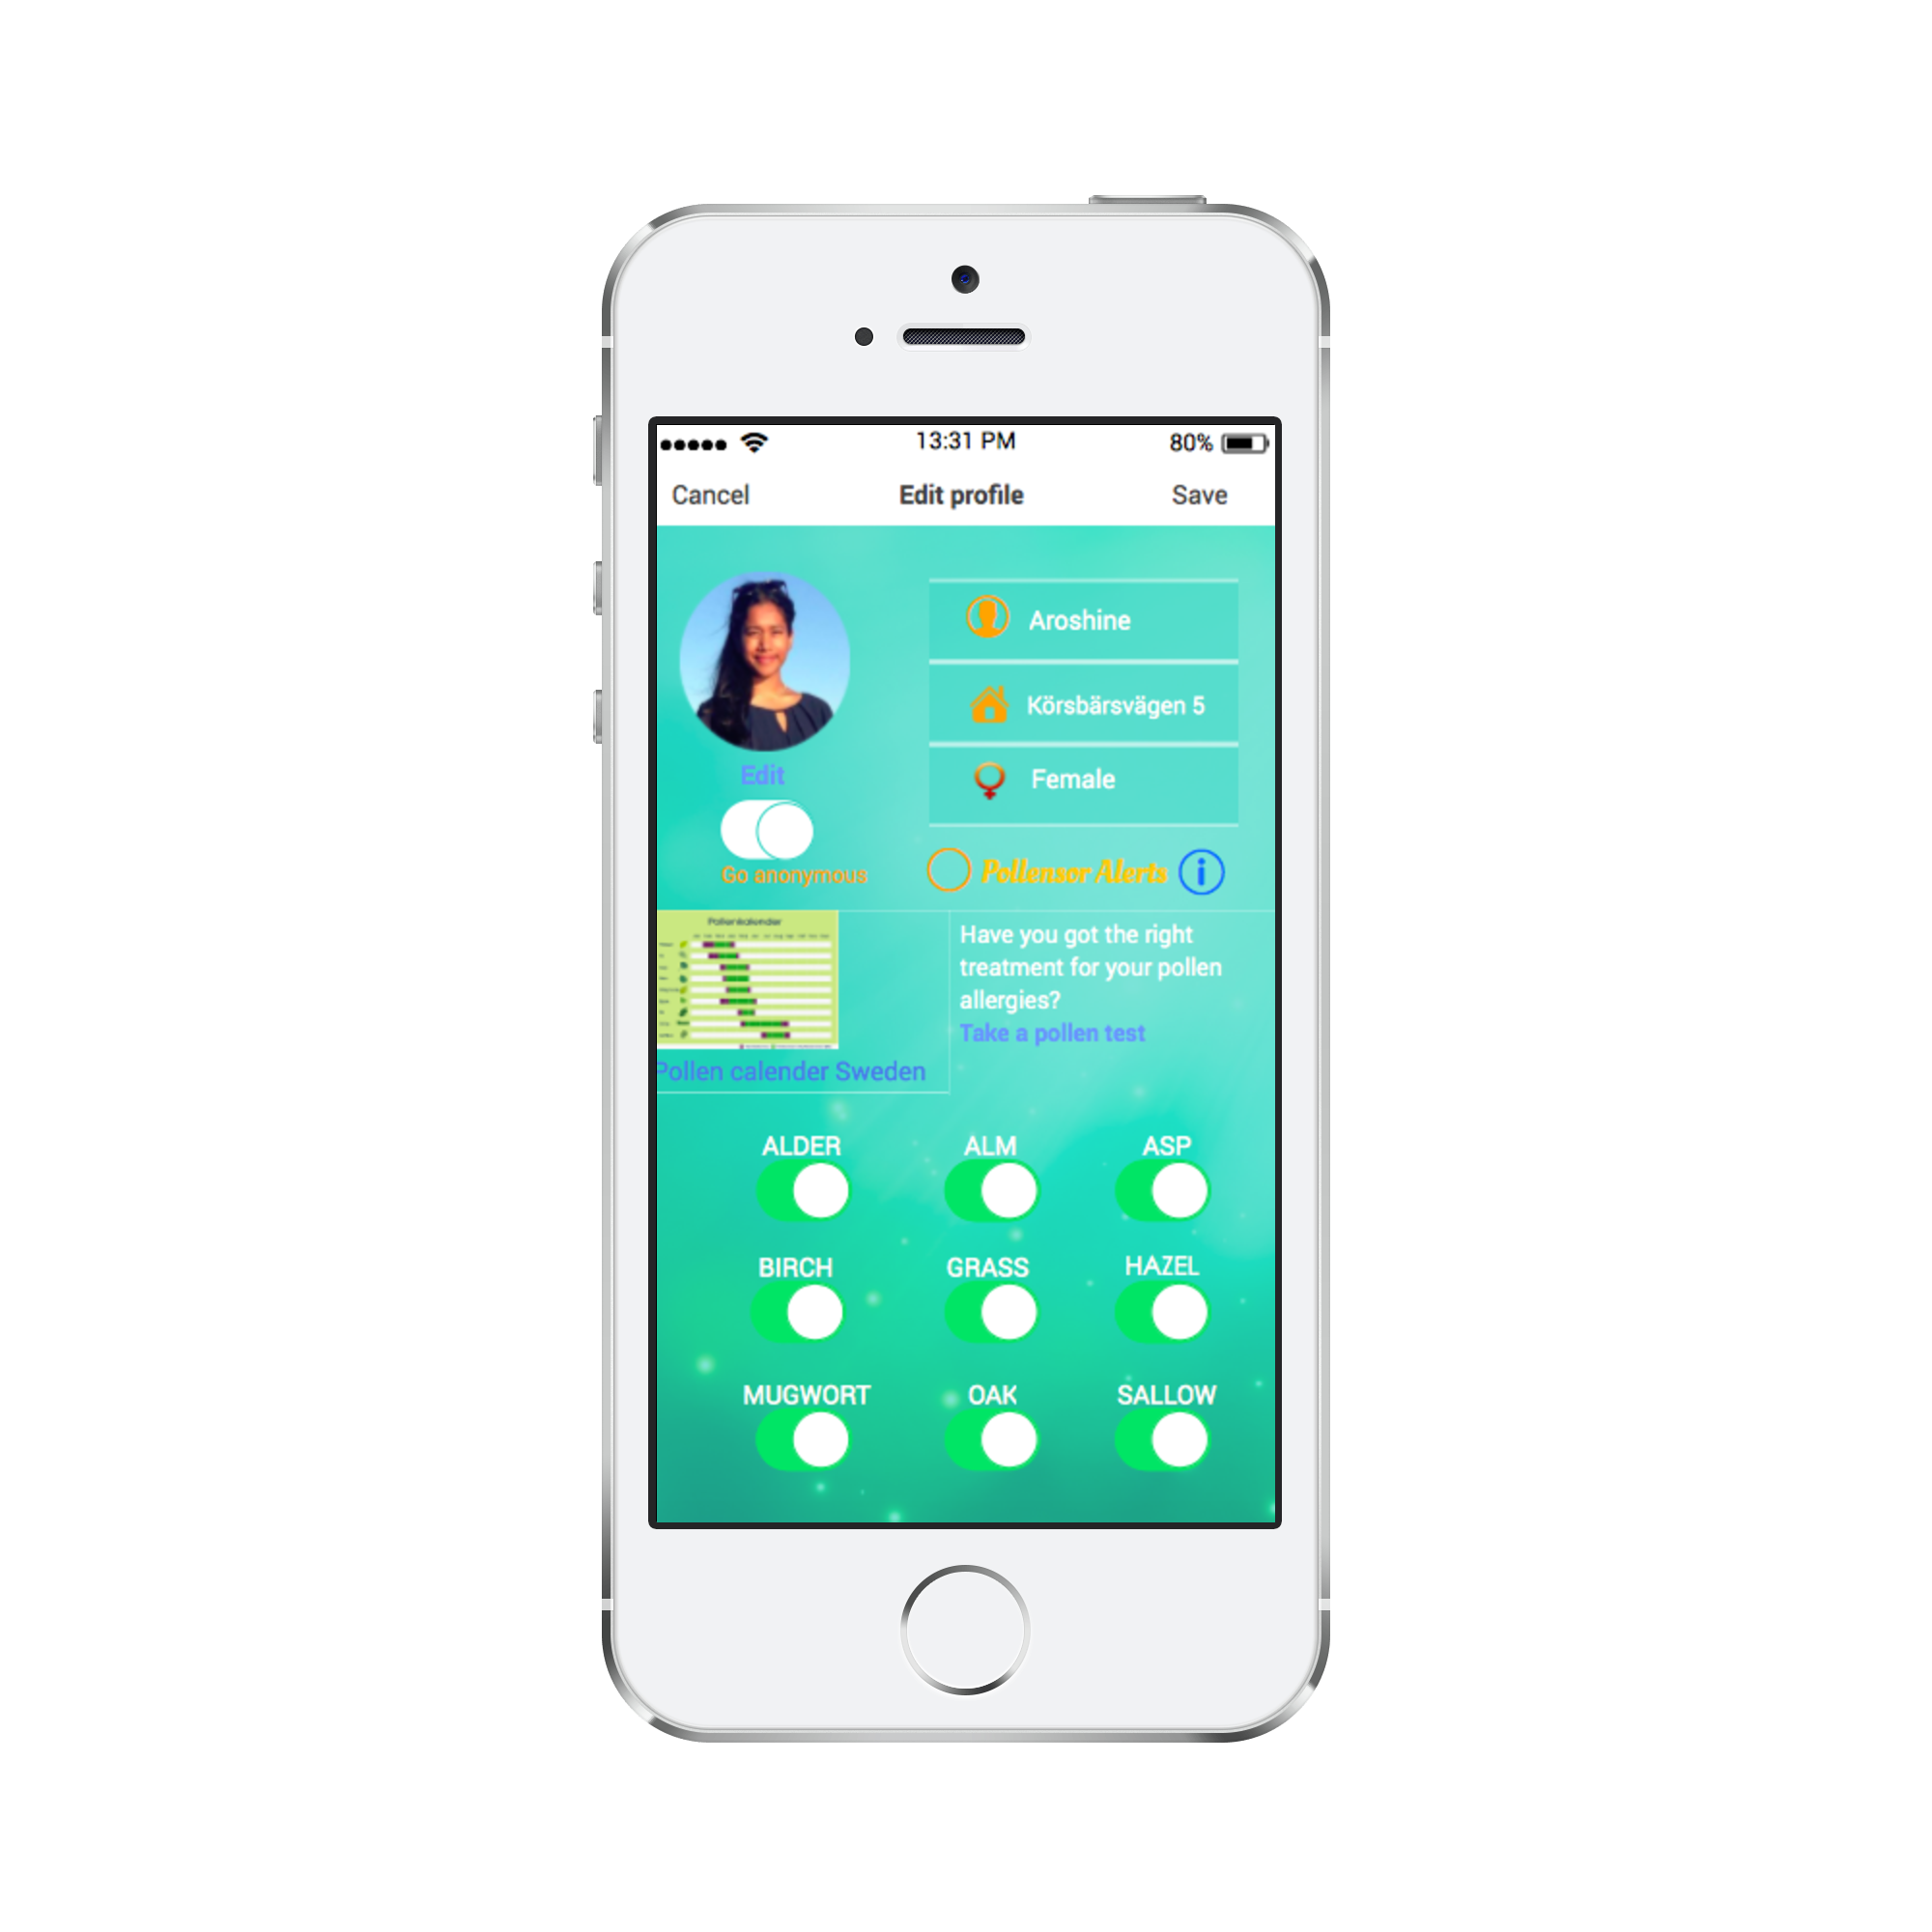 13:31 PM
80%
Cancel
Edit profile
Save
Aroshine
Körsbärsvägen 5
Female
Edit
Go anonymous
Pollensor Alerts
Pollenkalender
Pollen calender Sweden
Have you got the right
treatment for your pollen
allergies?
Take a pollen test
ALDER
ALM
ASP
BIRCH
GRASS
HAZEL
MUGWORT
OAK
SALLOW